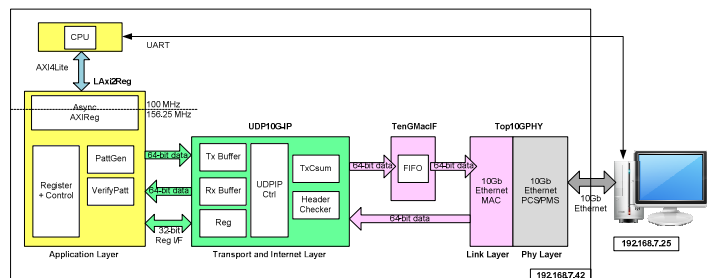 CPU
UART
AXI4Lite
LAxi2Reg
Async
AXIReg
100 MHz
156.25 MHz
Register
+ Control
PattGen
VerifyPatt
Application Layer
64-bit data
64-bit data
32-bit
Reg I/F
UDP10G-IP
Tx Buffer
Rx Buffer
Reg
UDPIP
Ctrl
TxCsum
Header
Checker
Transport and Internet Layer
64-bit data
TenGMacIF
FIFO
64-bit data
64-bit data
Top10GPHY
10Gb
Ethernet
MAC
10Gb
Ethernet
PCS/PMS
Link Layer
Phy Layer
10Gb
Ethernet
192.168.7.25
192.168.7.42